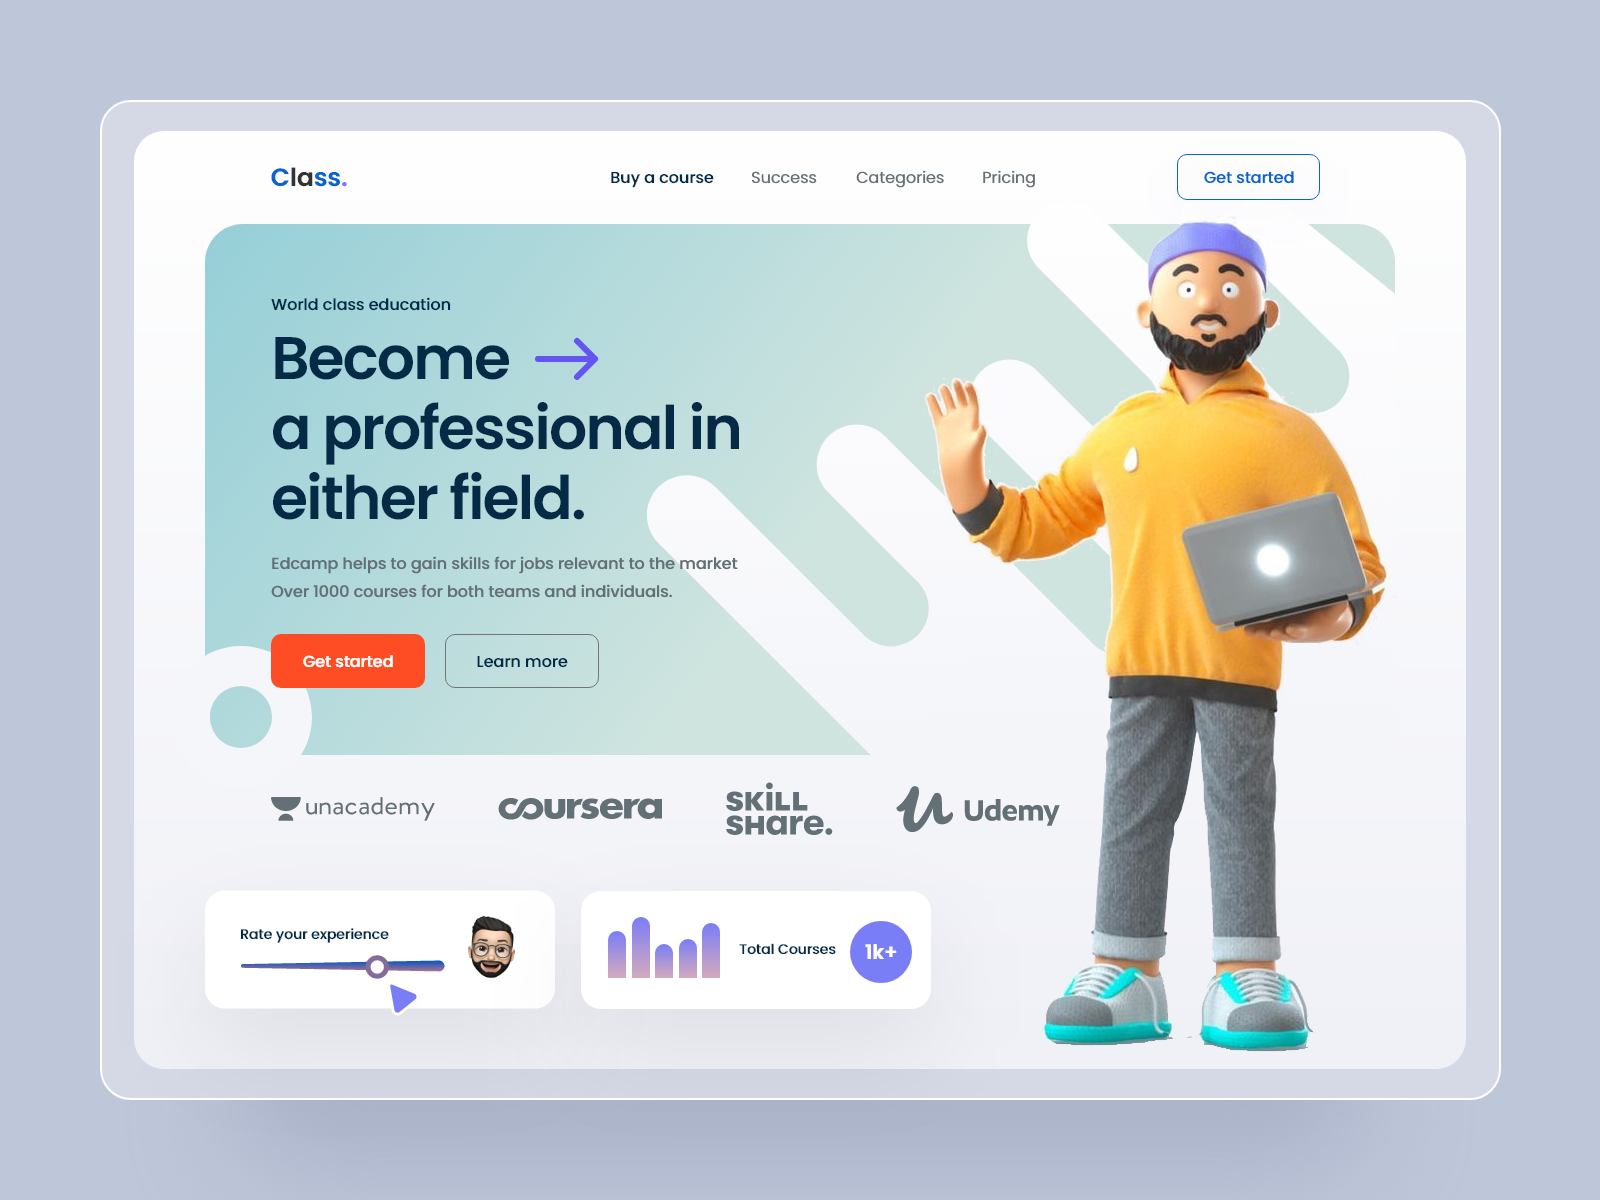 Class.
Buy a course
Success
Categories
Pricing
Get started
World class education
Become
a professional in
either field.
Edcamp helps to gain skills for jobs relevant to the market
Over 1000 courses for both teams and individuals.
Get started
Learn more
unacademy
coursera
SKiLL
SHare.
Udemy
Rate your experience
Total Courses
1k+